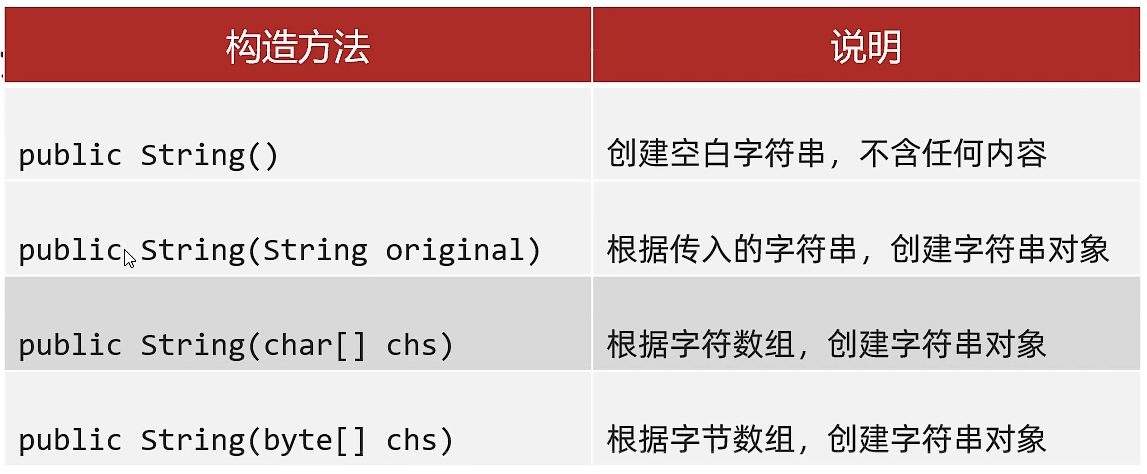 构造方法 说明
public String() 创建空白字符串，不含任何内容
public String(String original) 根据传入的字符串，创建字符串对象
public String(char[] chs) 根据字符数组，创建字符串对象
public String(byte[] chs) 根据字节数组，创建字符串对象